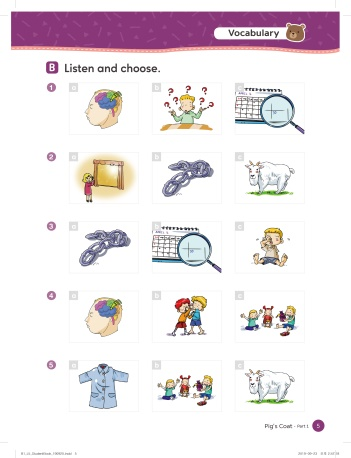 Vocabulary
B Listen and choose.
1 a b c
2 a b c
3 a b c
4 a b c
5 a b c
Pig's Coat - Part 1 5